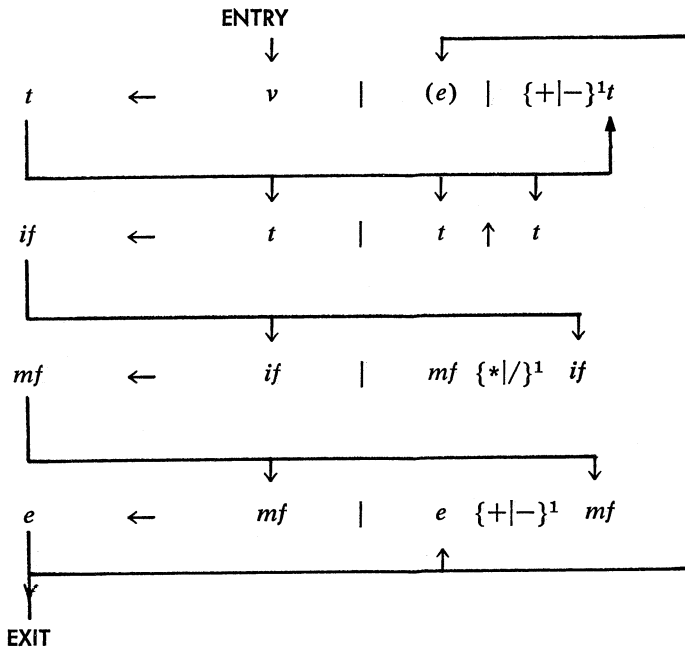 ENTRY
t ← v | (e) | {+|−}¹t
if ← t | t ↑ t
mf ← if | mf {*|/}¹ if
e ← mf | e {+|−}¹ mf
EXIT